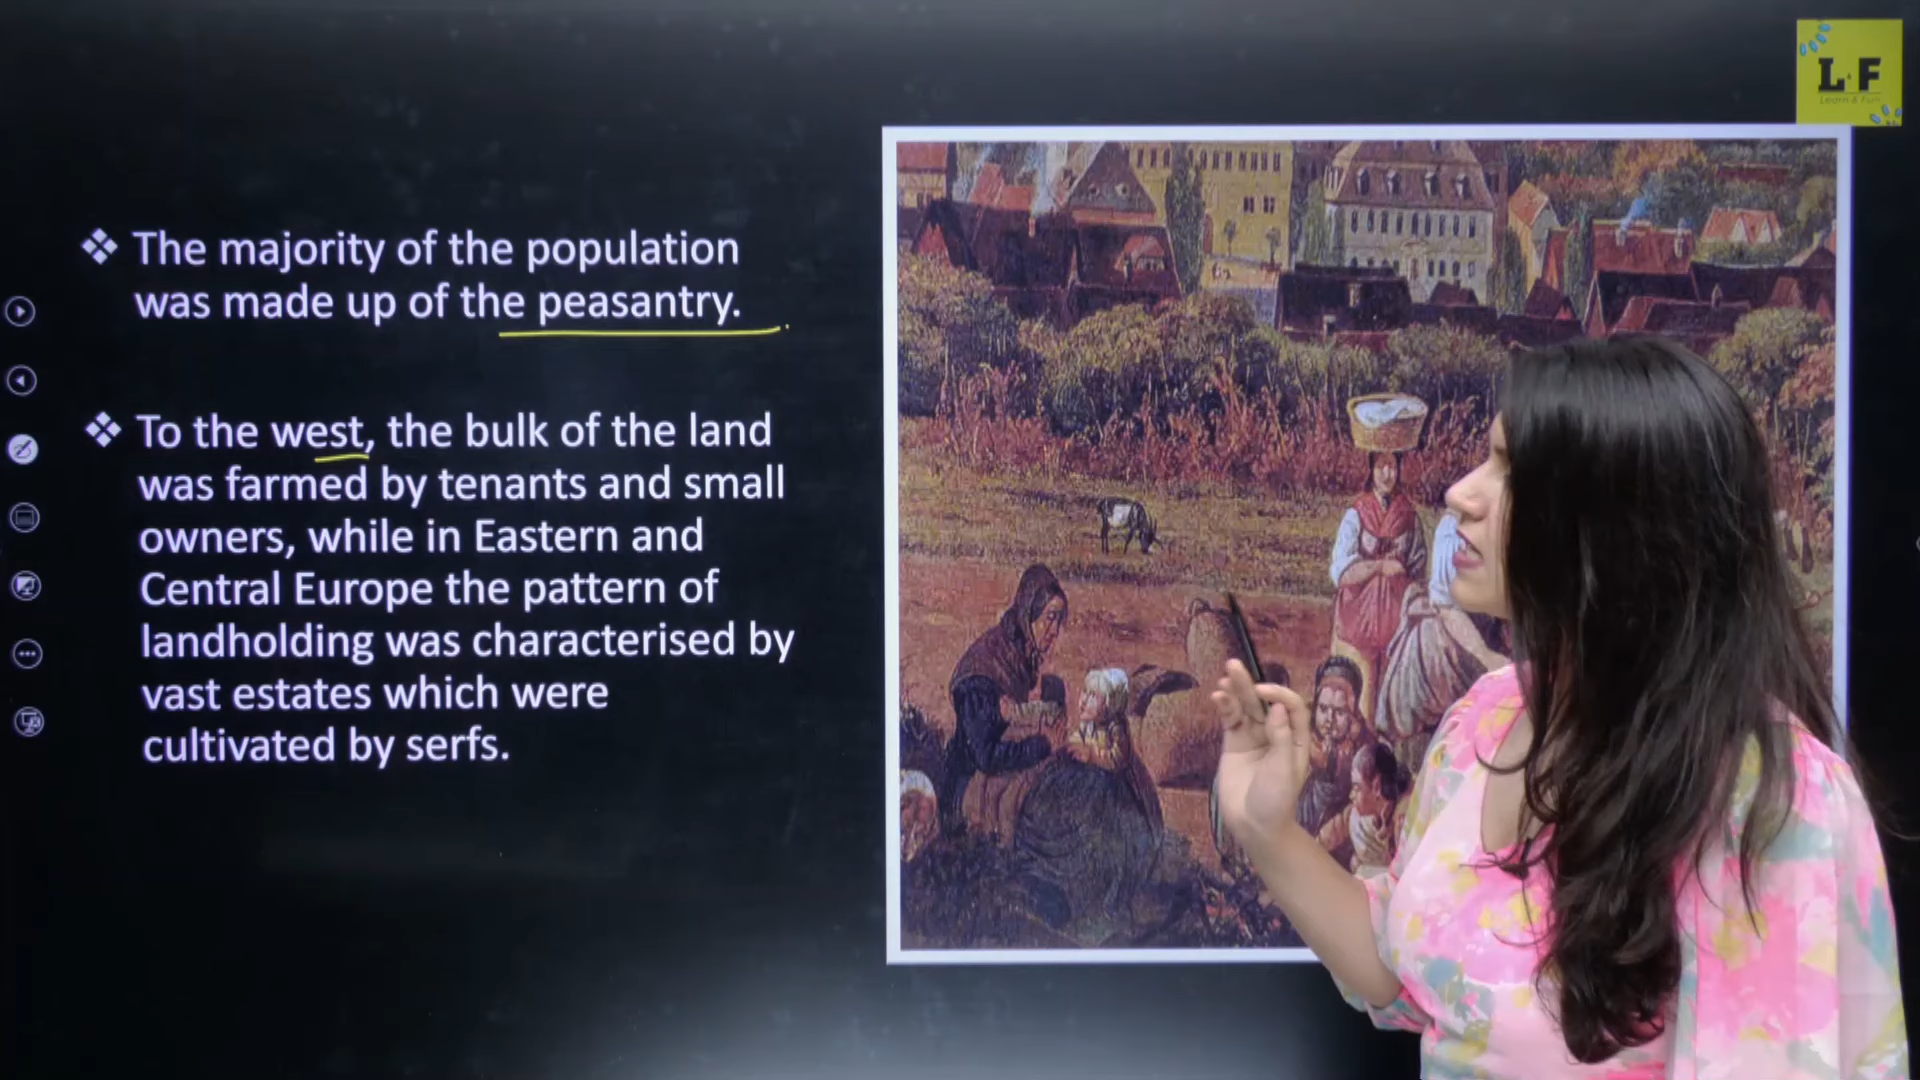 L&F
Learn & Fun
The majority of the population
was made up of the peasantry.
To the west, the bulk of the land
was farmed by tenants and small
owners, while in Eastern and
Central Europe the pattern of
landholding was characterised by
vast estates which were
cultivated by serfs.